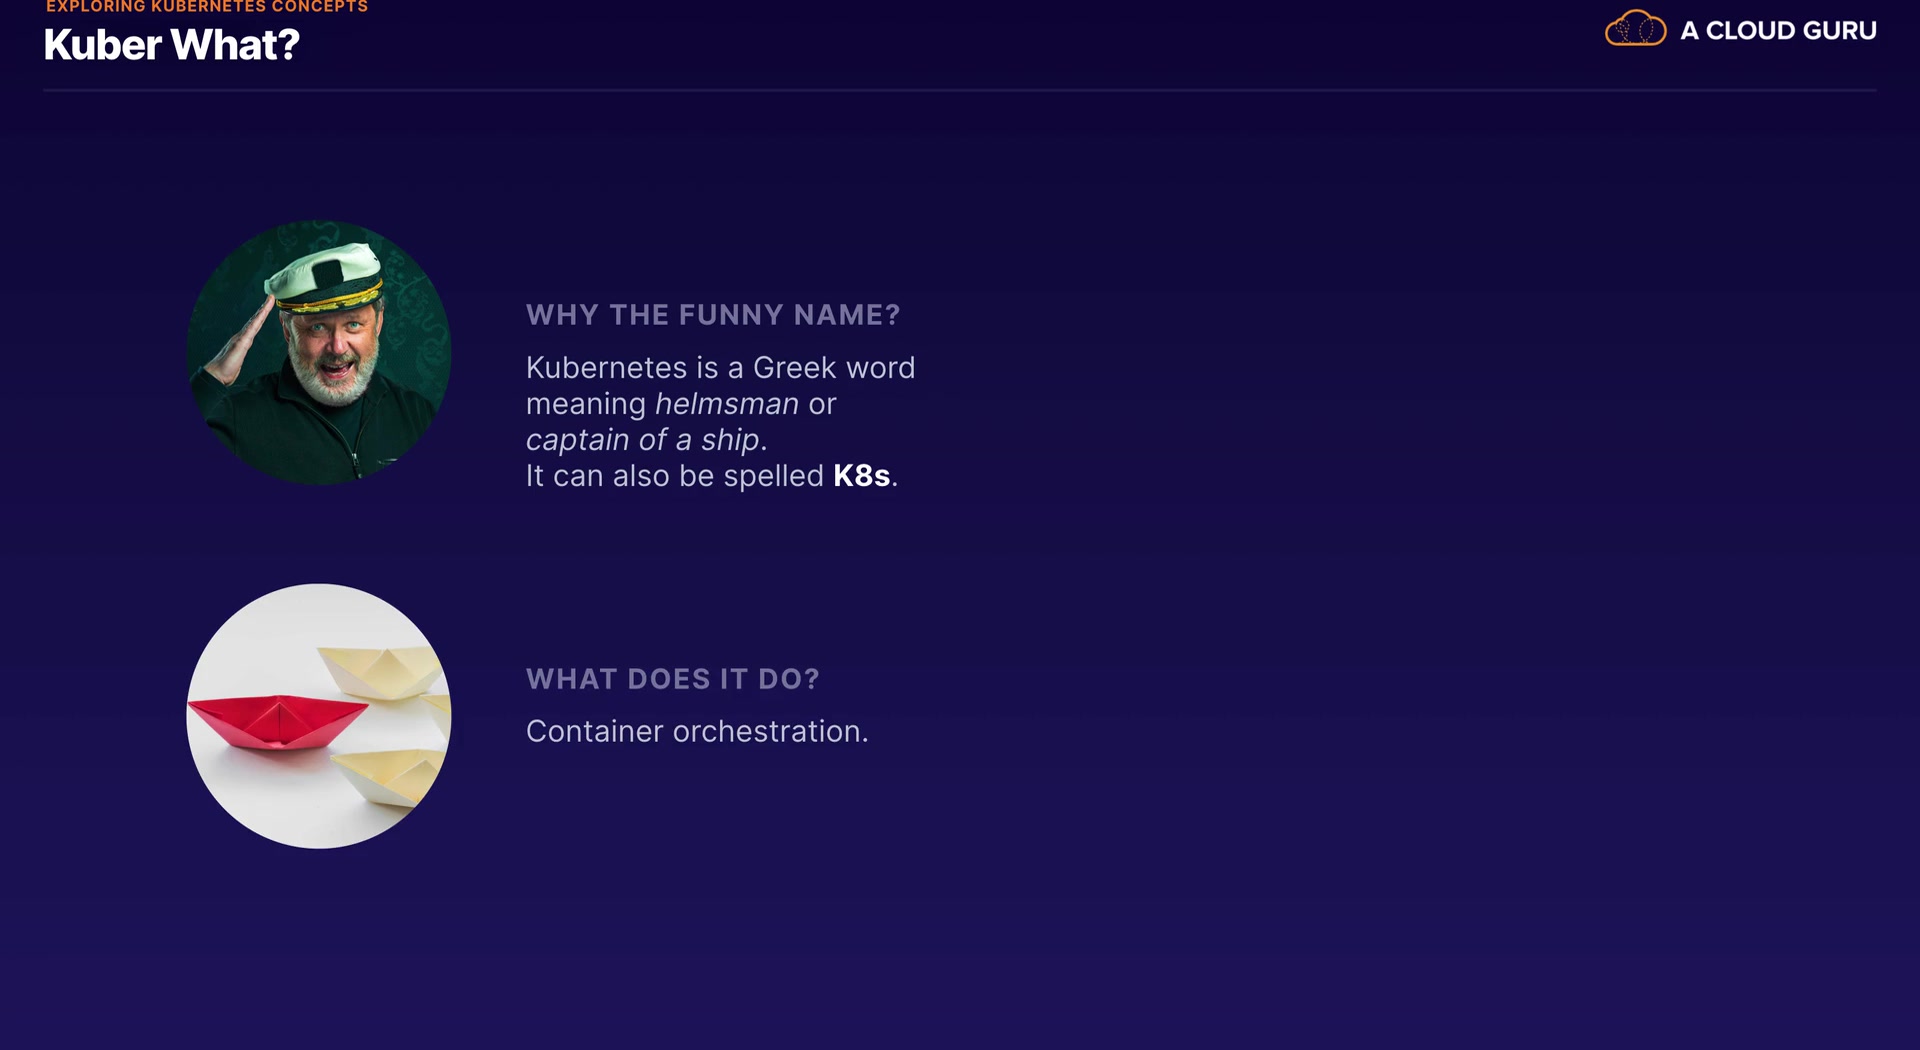 EXPLORING KUBERNETES CONCEPTS
Kuber What?
A CLOUD GURU
WHY THE FUNNY NAME?
Kubernetes is a Greek word
meaning helmsman or
captain of a ship.
It can also be spelled K8s.
WHAT DOES IT DO?
Container orchestration.